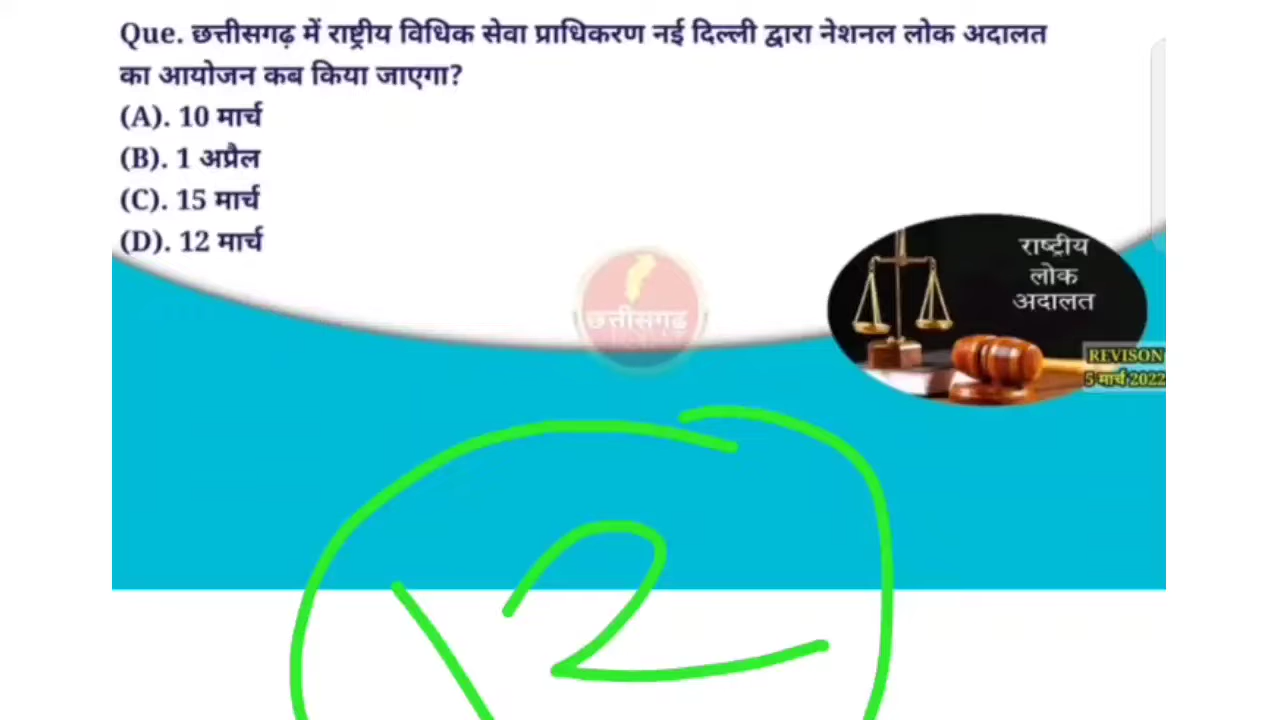 Que. छत्तीसगढ़ में राष्ट्रीय विधिक सेवा प्राधिकरण नई दिल्ली द्वारा नेशनल लोक अदालत
का आयोजन कब किया जाएगा?
(A). 10 मार्च
(B). 1 अप्रैल
(C). 15 मार्च
(D). 12 मार्च
राष्ट्रीय
लोक
अदालत
छत्तीसगढ़
REVISON
5 मार्च 2022
12